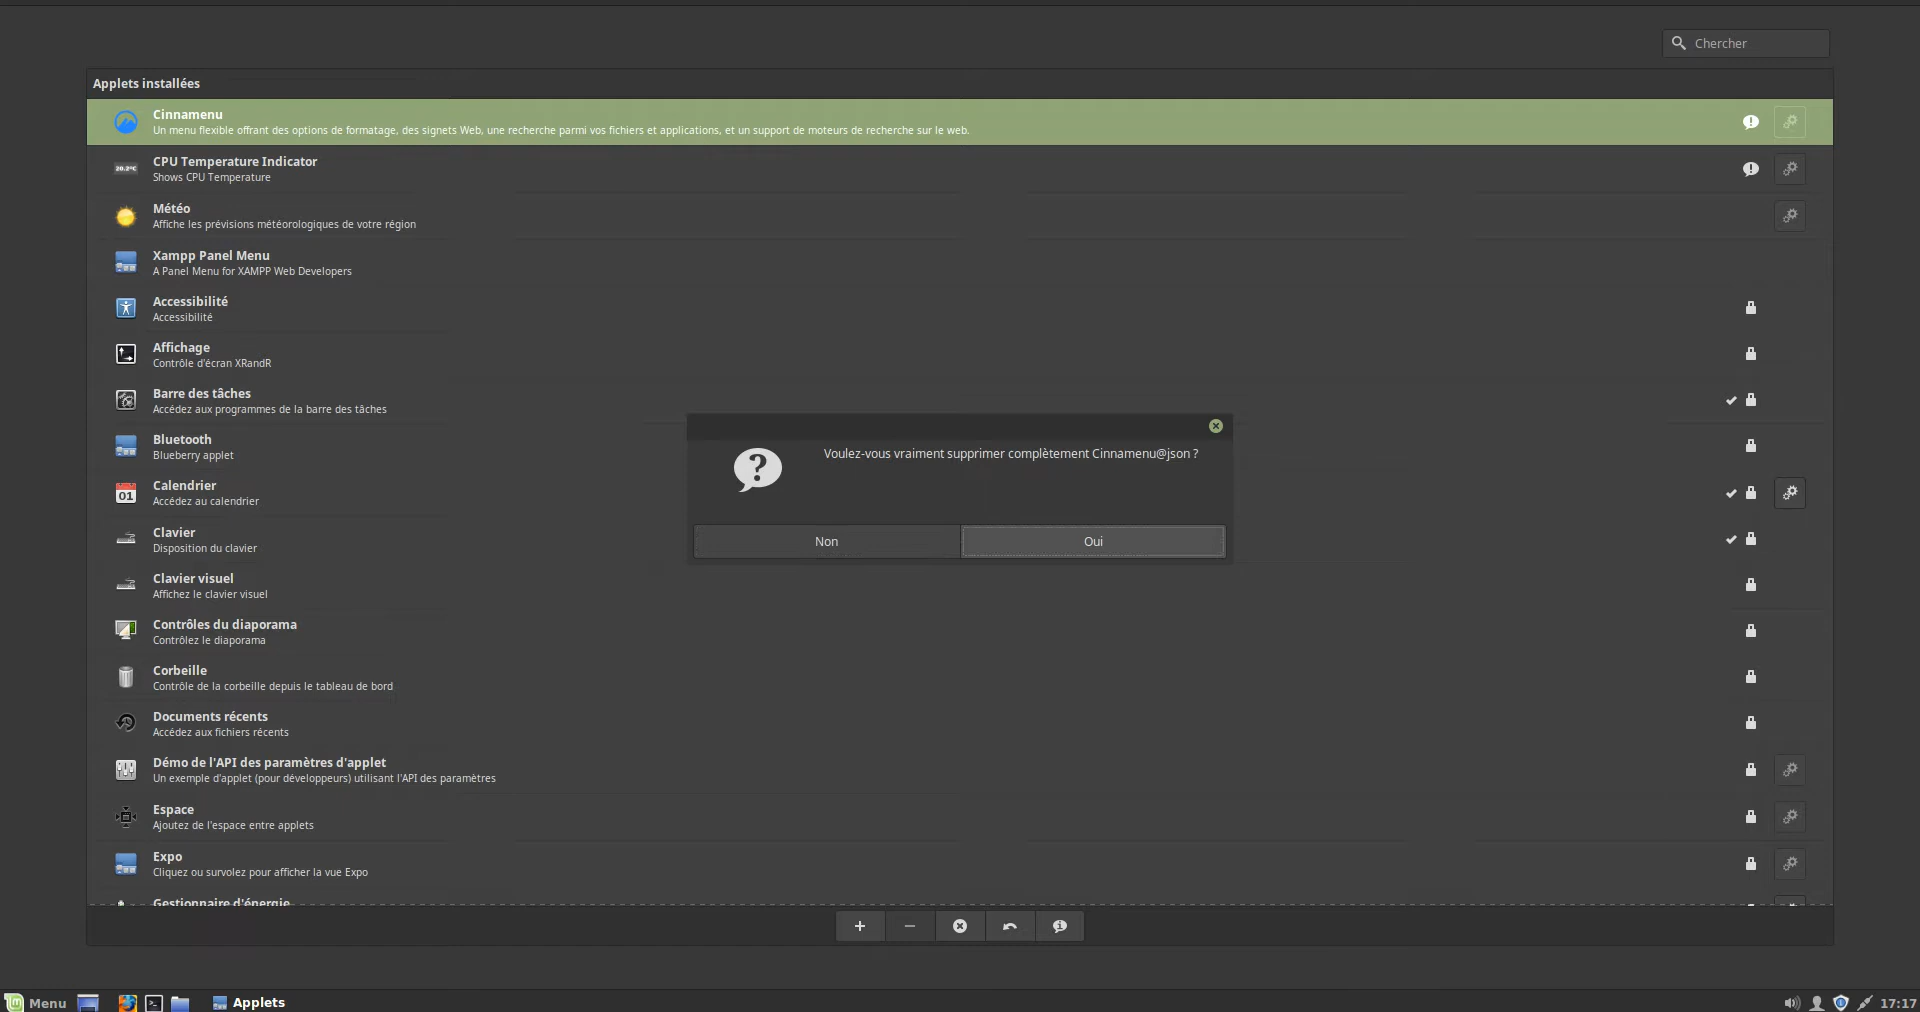 Chercher
Applets installées
Cinnamenu
Un menu flexible offrant des options de formatage, des signets Web, une recherche parmi vos fichiers et applications, et un support de moteurs de recherche sur le web.
20.2°C
CPU Temperature Indicator
Shows CPU Temperature
Météo
Affiche les prévisions météorologiques de votre région
Xampp Panel Menu
A Panel Menu for XAMPP Web Developers
Accessibilité
Accessibilité
Affichage
Contrôle d'écran XRandR
Barre des tâches
Accédez aux programmes de la barre des tâches
Bluetooth
Blueberry applet
Voulez-vous vraiment supprimer complètement Cinnamenu@json ?
Non
Oui
01
Calendrier
Accédez au calendrier
Clavier
Disposition du clavier
Clavier visuel
Affichez le clavier visuel
Contrôles du diaporama
Contrôlez le diaporama
Corbeille
Contrôle de la corbeille depuis le tableau de bord
Documents récents
Accédez aux fichiers récents
Démo de l'API des paramètres d'applet
Un exemple d'applet (pour développeurs) utilisant l'API des paramètres
Espace
Ajoutez de l'espace entre applets
Expo
Cliquez ou survolez pour afficher la vue Expo
Gestionnaire d'énergie
Menu
Applets
17:17